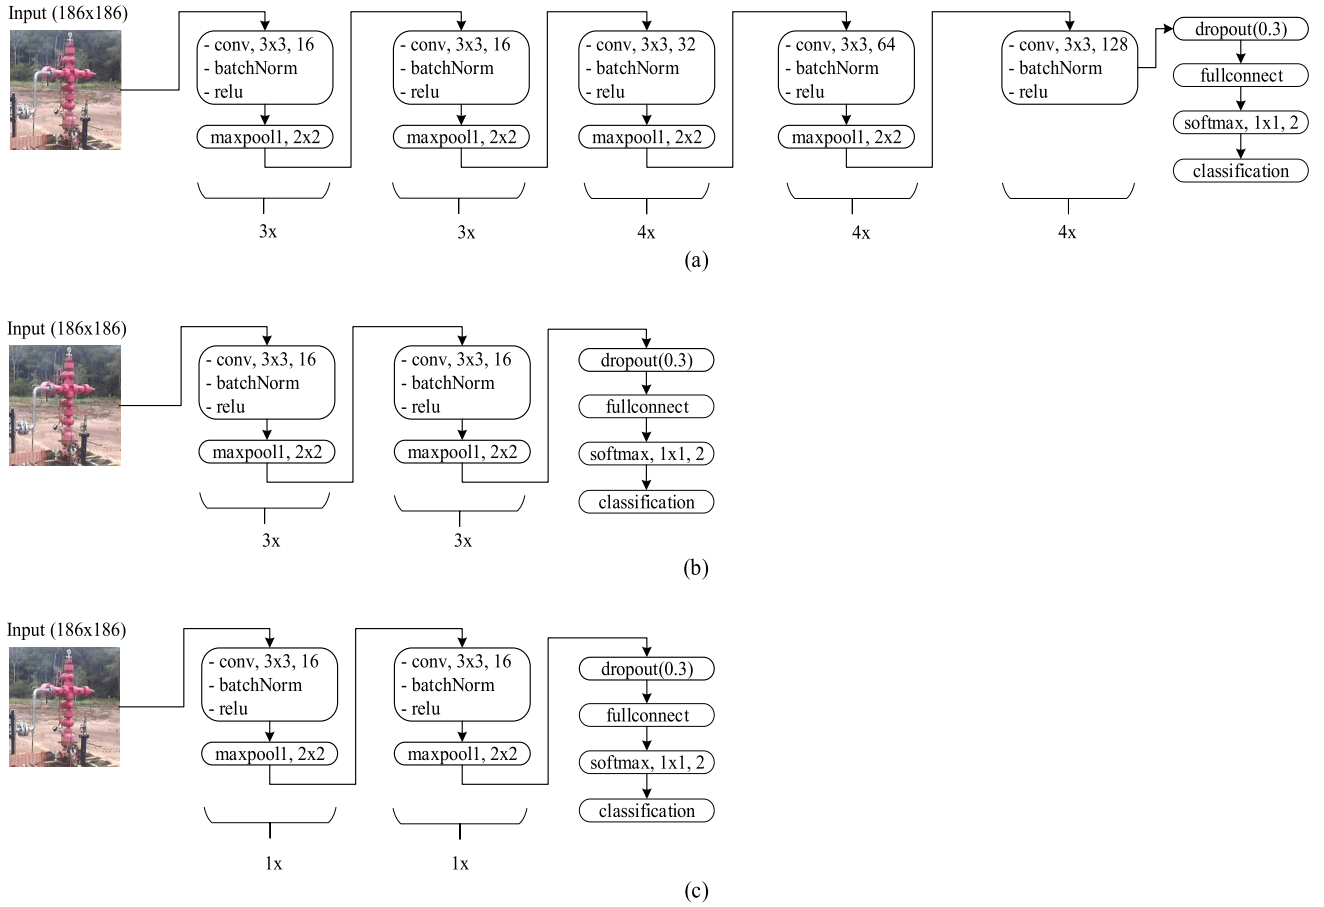 Input (186x186)
- conv, 3x3, 16
- batchNorm
- relu
maxpool1, 2x2
3x
- conv, 3x3, 16
- batchNorm
- relu
maxpool1, 2x2
3x
- conv, 3x3, 32
- batchNorm
- relu
maxpool1, 2x2
4x
- conv, 3x3, 64
- batchNorm
- relu
maxpool1, 2x2
4x
- conv, 3x3, 128
- batchNorm
- relu
4x
dropout(0.3)
fullconnect
softmax, 1x1, 2
classification
(a)
Input (186x186)
- conv, 3x3, 16
- batchNorm
- relu
maxpool1, 2x2
3x
- conv, 3x3, 16
- batchNorm
- relu
maxpool1, 2x2
3x
dropout(0.3)
fullconnect
softmax, 1x1, 2
classification
(b)
Input (186x186)
- conv, 3x3, 16
- batchNorm
- relu
maxpool1, 2x2
1x
- conv, 3x3, 16
- batchNorm
- relu
maxpool1, 2x2
1x
dropout(0.3)
fullconnect
softmax, 1x1, 2
classification
(c)